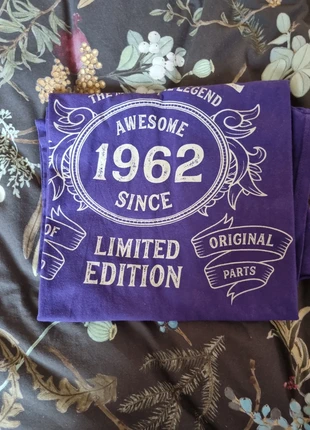 THE LEGEND
AWESOME
1962
SINCE
OF
LIMITED
EDITION
ORIGINAL
PARTS